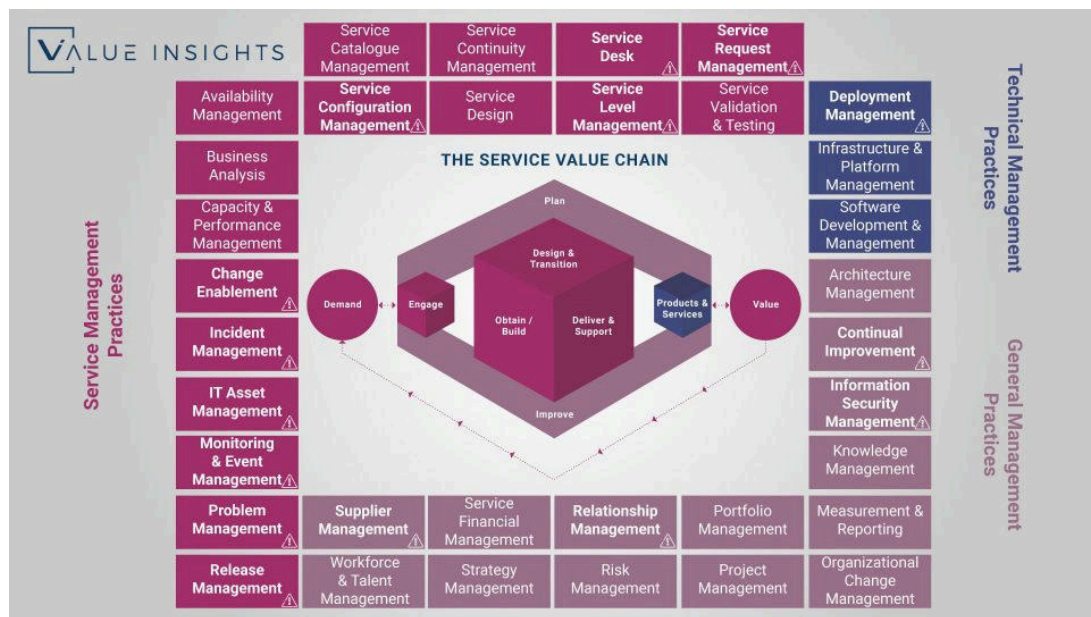 VALUE INSIGHTS
Service
Catalogue
Management
Service
Continuity
Management
Service
Desk
Service
Request
Management
Availability
Management
Service
Configuration
Management
Service
Design
Service
Level
Management
Service
Validation
& Testing
Deployment
Management
Technical Management
Practices
Business
Analysis
THE SERVICE VALUE CHAIN
Infrastructure &
Platform
Management
Capacity &
Performance
Management
Plan
Software
Development &
Management
Service Management
Practices
Change
Enablement
Design &
Transition
Architecture
Management
Demand
Engage
Obtain /
Build
Deliver &
Support
Products &
Services
Value
Incident
Management
Continual
Improvement
General Management
Practices
IT Asset
Management
Improve
Information
Security
Management
Monitoring
& Event
Management
Knowledge
Management
Problem
Management
Supplier
Management
Service
Financial
Management
Relationship
Management
Portfolio
Management
Measurement &
Reporting
Release
Management
Workforce
& Talent
Management
Strategy
Management
Risk
Management
Project
Management
Organizational
Change
Management